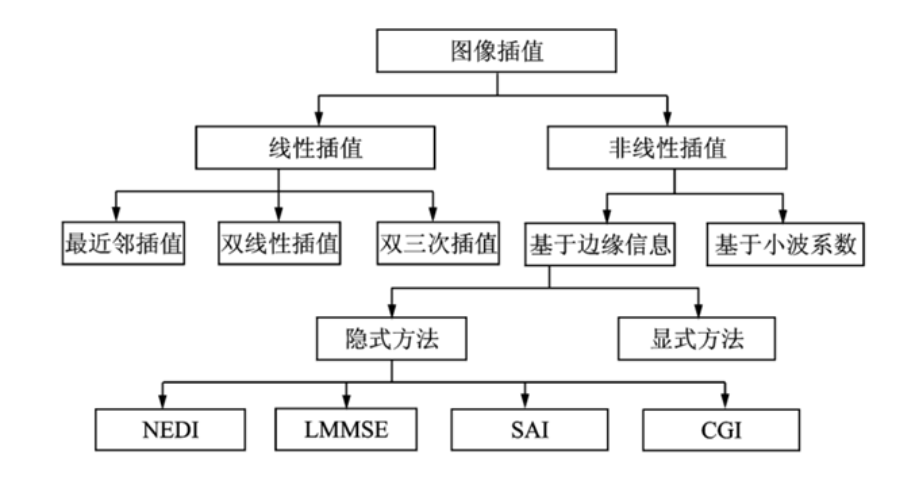 图像插值
线性插值
非线性插值
最近邻插值
双线性插值
双三次插值
基于边缘信息
基于小波系数
隐式方法
显式方法
NEDI
LMMSE
SAI
CGI